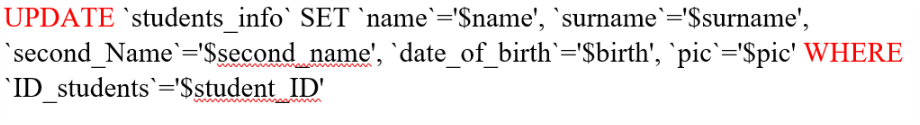 UPDATE `students_info` SET `name`='$name', `surname`='$surname',
`second_Name`='$second_name', `date_of_birth`='$birth', `pic`='$pic' WHERE
`ID_students`='$student_ID'